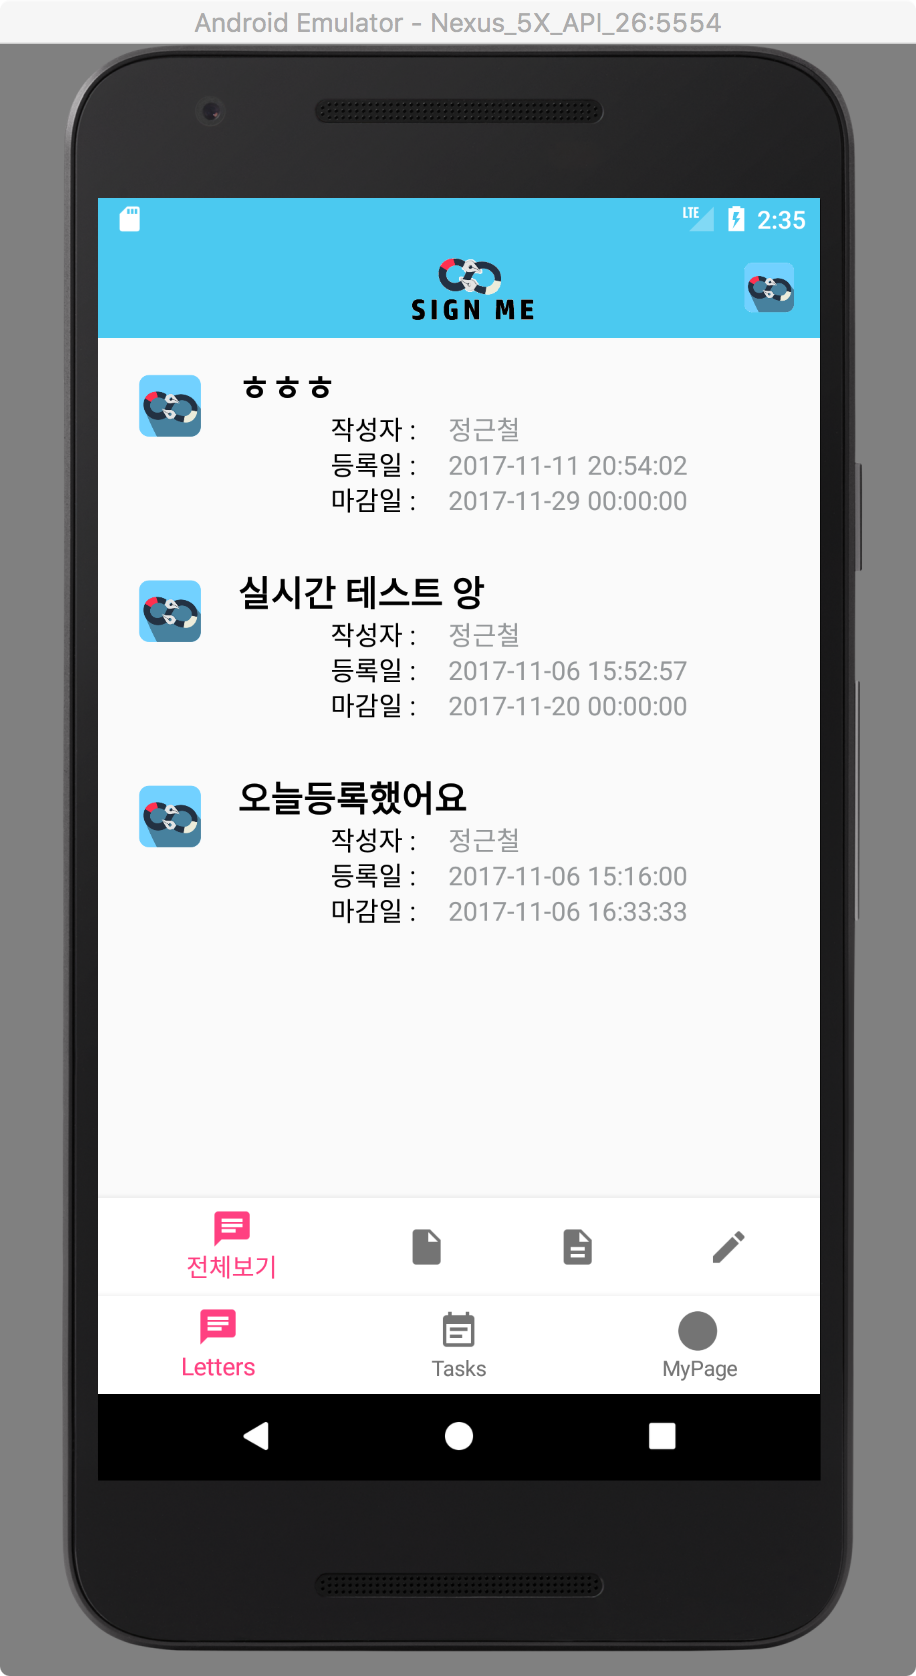 Android Emulator - Nexus_5X_API_26:5554
LTE 2:35
SIGN ME
ㅎㅎㅎ
작성자 : 정근철
등록일 : 2017-11-11 20:54:02
마감일 : 2017-11-29 00:00:00
실시간 테스트 앙
작성자 : 정근철
등록일 : 2017-11-06 15:52:57
마감일 : 2017-11-20 00:00:00
오늘등록했어요
작성자 : 정근철
등록일 : 2017-11-06 15:16:00
마감일 : 2017-11-06 16:33:33
전체보기
Letters Tasks MyPage